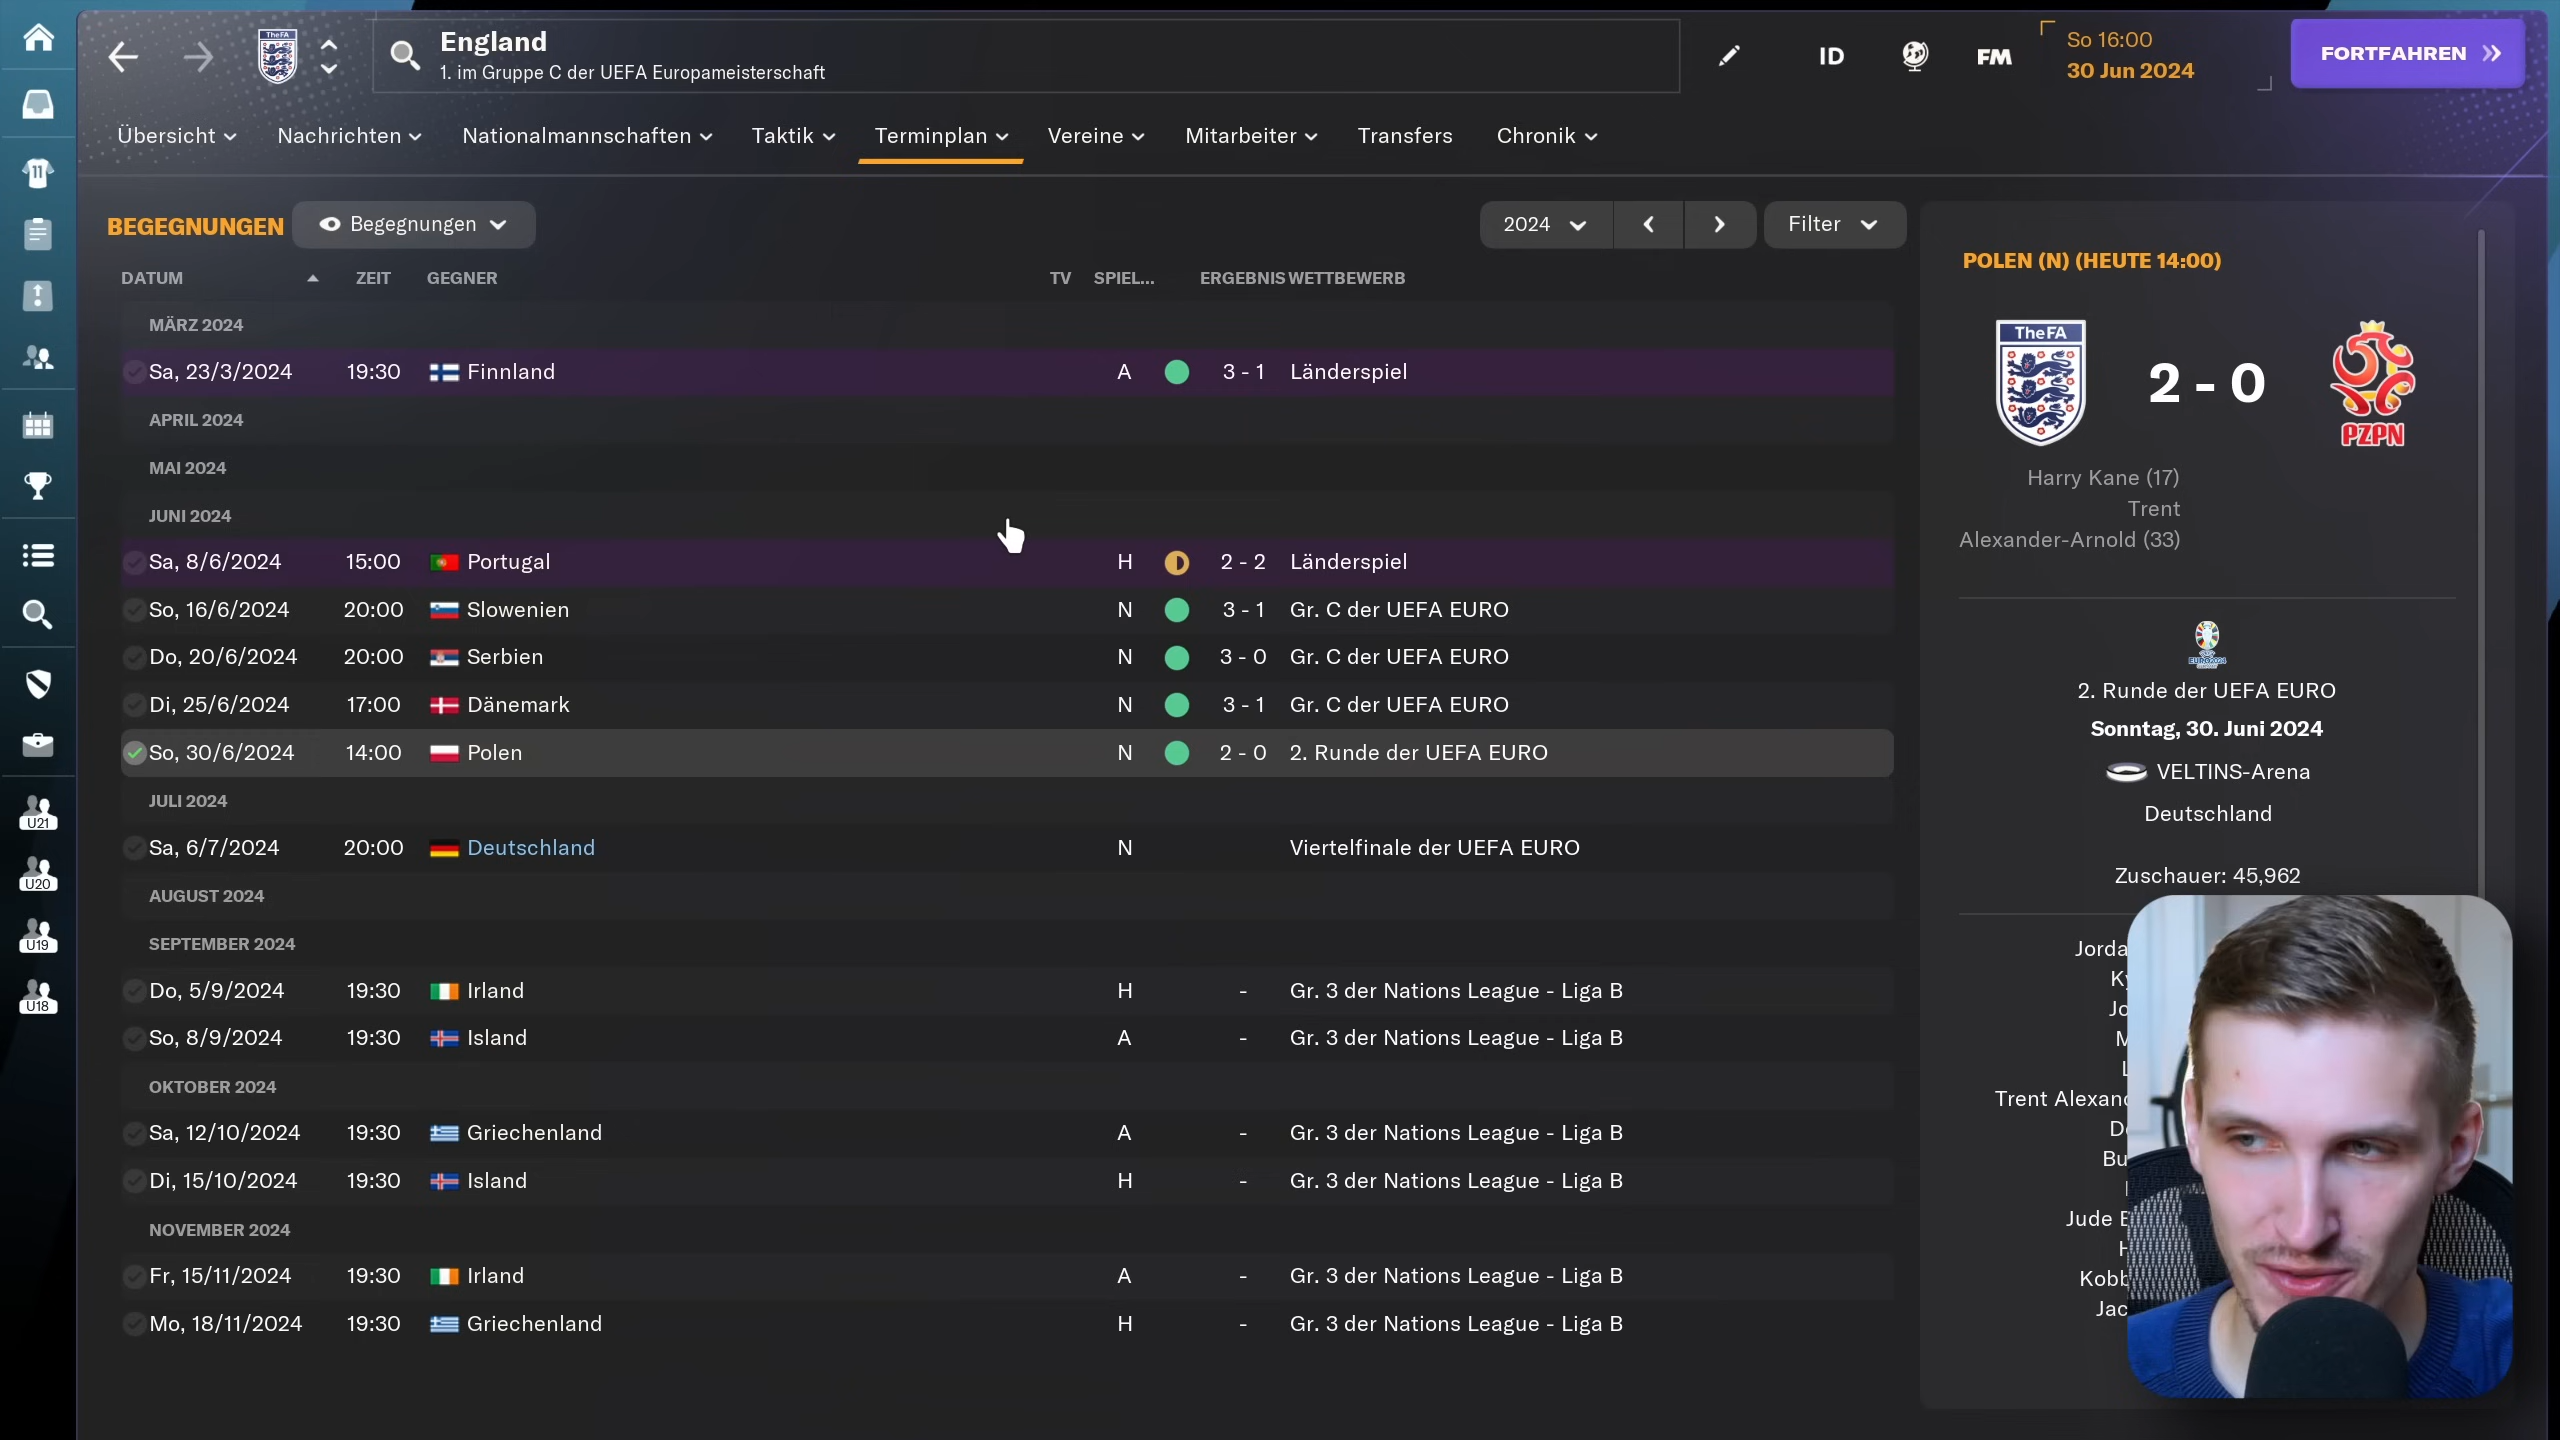 England
1. im Gruppe C der UEFA Europameisterschaft
ID
FM
So 16:00
30 Jun 2024
FORTFAHREN
Übersicht
Nachrichten
Nationalmannschaften
Taktik
Terminplan
Vereine
Mitarbeiter
Transfers
Chronik
BEGEGNUNGEN
Begegnungen
2024
Filter
DATUM ZEIT GEGNER TV SPIEL... ERGEBNIS WETTBEWERB
MÄRZ 2024
Sa, 23/3/2024 19:30 Finnland A 3 - 1 Länderspiel
APRIL 2024
MAI 2024
JUNI 2024
Sa, 8/6/2024 15:00 Portugal H 2 - 2 Länderspiel
So, 16/6/2024 20:00 Slowenien N 3 - 1 Gr. C der UEFA EURO
Do, 20/6/2024 20:00 Serbien N 3 - 0 Gr. C der UEFA EURO
Di, 25/6/2024 17:00 Dänemark N 3 - 1 Gr. C der UEFA EURO
So, 30/6/2024 14:00 Polen N 2 - 0 2. Runde der UEFA EURO
JULI 2024
Sa, 6/7/2024 20:00 Deutschland N Viertelfinale der UEFA EURO
AUGUST 2024
SEPTEMBER 2024
Do, 5/9/2024 19:30 Irland H - Gr. 3 der Nations League - Liga B
So, 8/9/2024 19:30 Island A - Gr. 3 der Nations League - Liga B
OKTOBER 2024
Sa, 12/10/2024 19:30 Griechenland A - Gr. 3 der Nations League - Liga B
Di, 15/10/2024 19:30 Island H - Gr. 3 der Nations League - Liga B
NOVEMBER 2024
Fr, 15/11/2024 19:30 Irland A - Gr. 3 der Nations League - Liga B
Mo, 18/11/2024 19:30 Griechenland H - Gr. 3 der Nations League - Liga B
POLEN (N) (HEUTE 14:00)
The FA
2 - 0
PZPN
Harry Kane (17)
Trent
Alexander-Arnold (33)
2. Runde der UEFA EURO
Sonntag, 30. Juni 2024
VELTINS-Arena
Deutschland
Zuschauer: 45,962
Trent
Jude
11
U21
U20
U19
U18